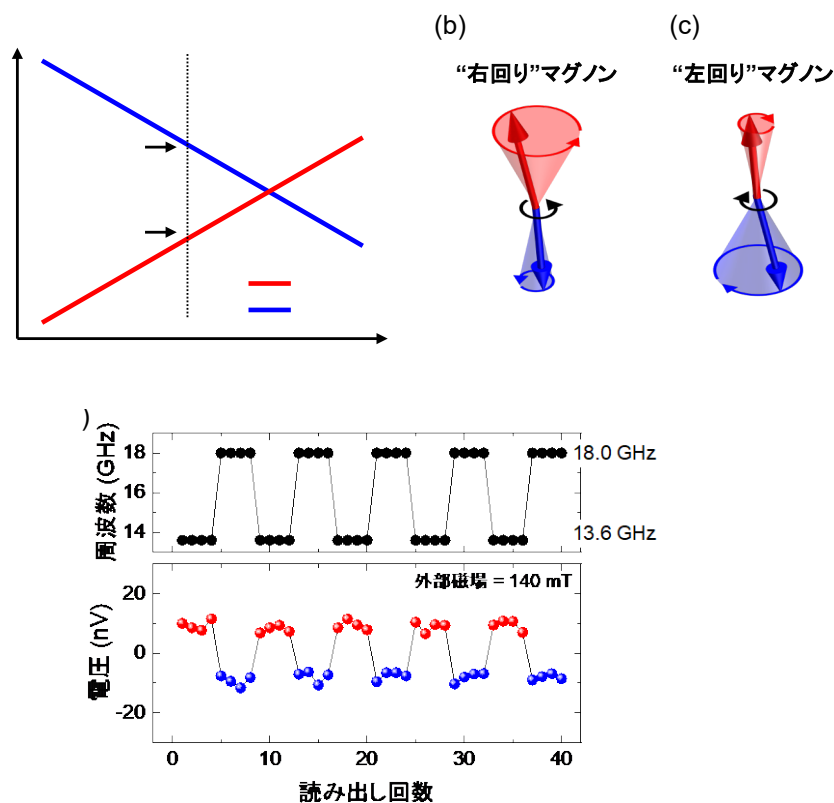 (b)
(c)
“右回り”マグノン
“左回り”マグノン
)
周波数 (GHz)
18
16
14
18.0 GHz
13.6 GHz
電圧 (nV)
20
0
-20
外部磁場 = 140 mT
0
10
20
30
40
読み出し回数